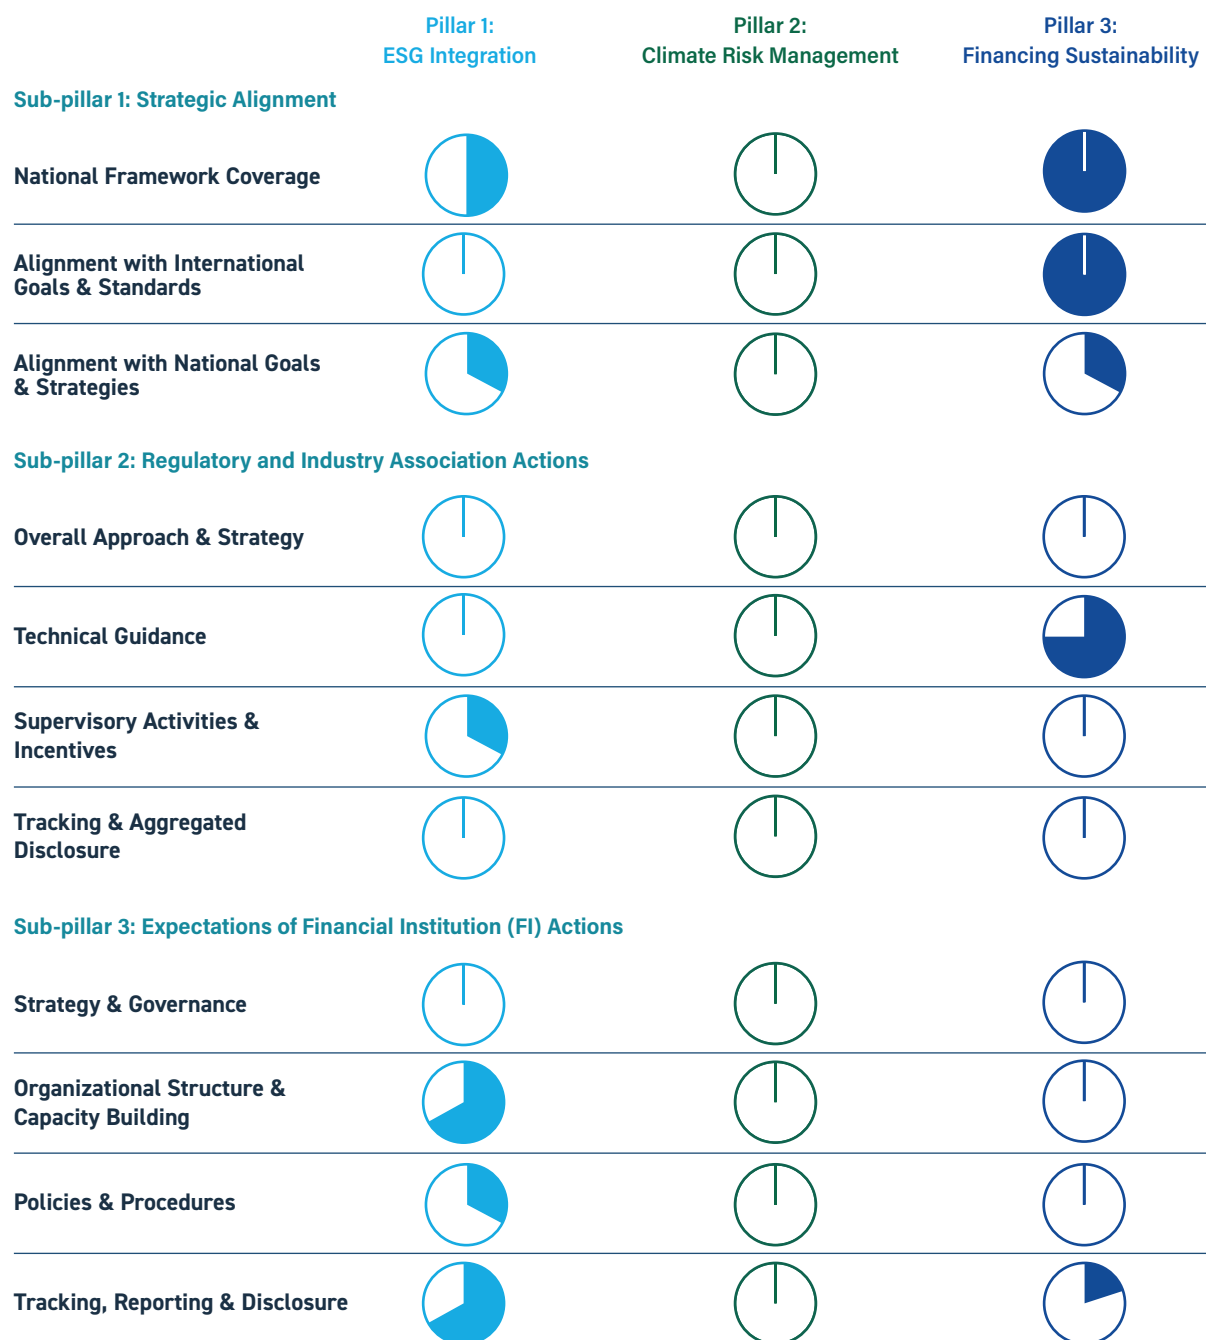 Pillar 1:
ESG Integration
Pillar 2:
Climate Risk Management
Pillar 3:
Financing Sustainability
Sub-pillar 1: Strategic Alignment
National Framework Coverage
Alignment with International
Goals & Standards
Alignment with National Goals
& Strategies
Sub-pillar 2: Regulatory and Industry Association Actions
Overall Approach & Strategy
Technical Guidance
Supervisory Activities &
Incentives
Tracking & Aggregated
Disclosure
Sub-pillar 3: Expectations of Financial Institution (FI) Actions
Strategy & Governance
Organizational Structure &
Capacity Building
Policies & Procedures
Tracking, Reporting & Disclosure